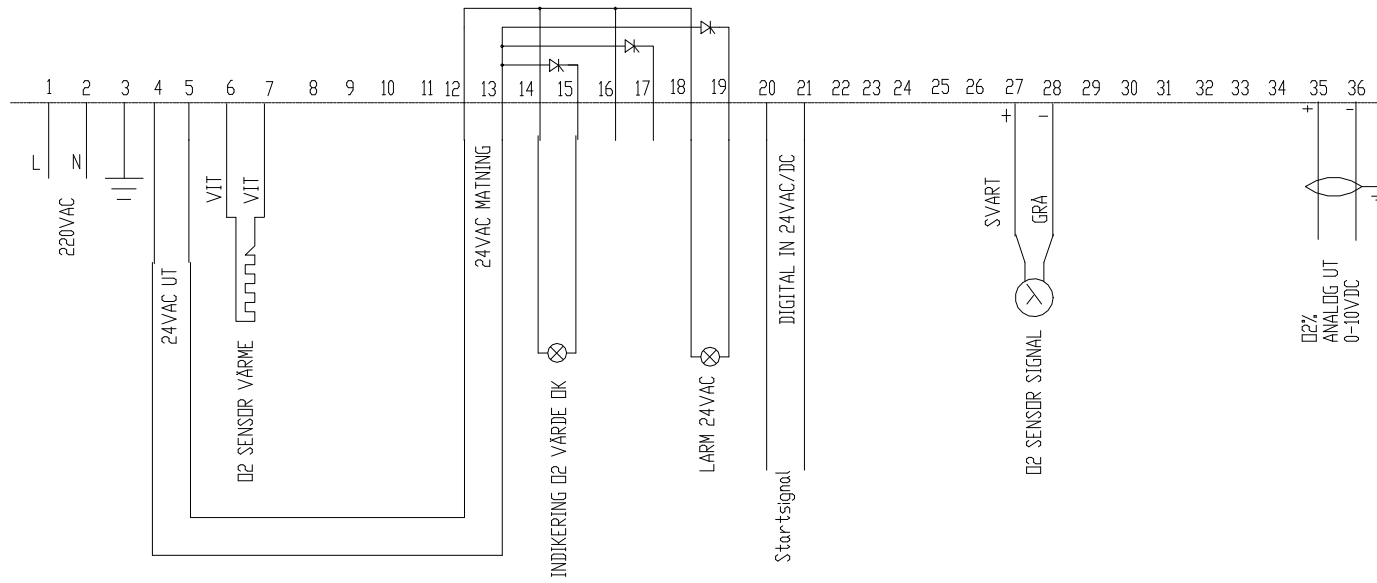 1 2 3 4 5 6 7 8 9 10 11 12 13 14 15 16 17 18 19 20 21 22 23 24 25 26 27 28 29 30 31 32 33 34 35 36
L N
220VAC
24VAC UT
VIT
VIT
O2 SENSOR VÄRME
24VAC MATNING
INDIKERING O2 VÄRDE OK
LARM 24VAC
DIGITAL IN 24VAC/DC
Startsignal
+ -
SVART
GRÅ
O2 SENSOR SIGNAL
+ -
O2%
ANALOG UT
0-10VDC